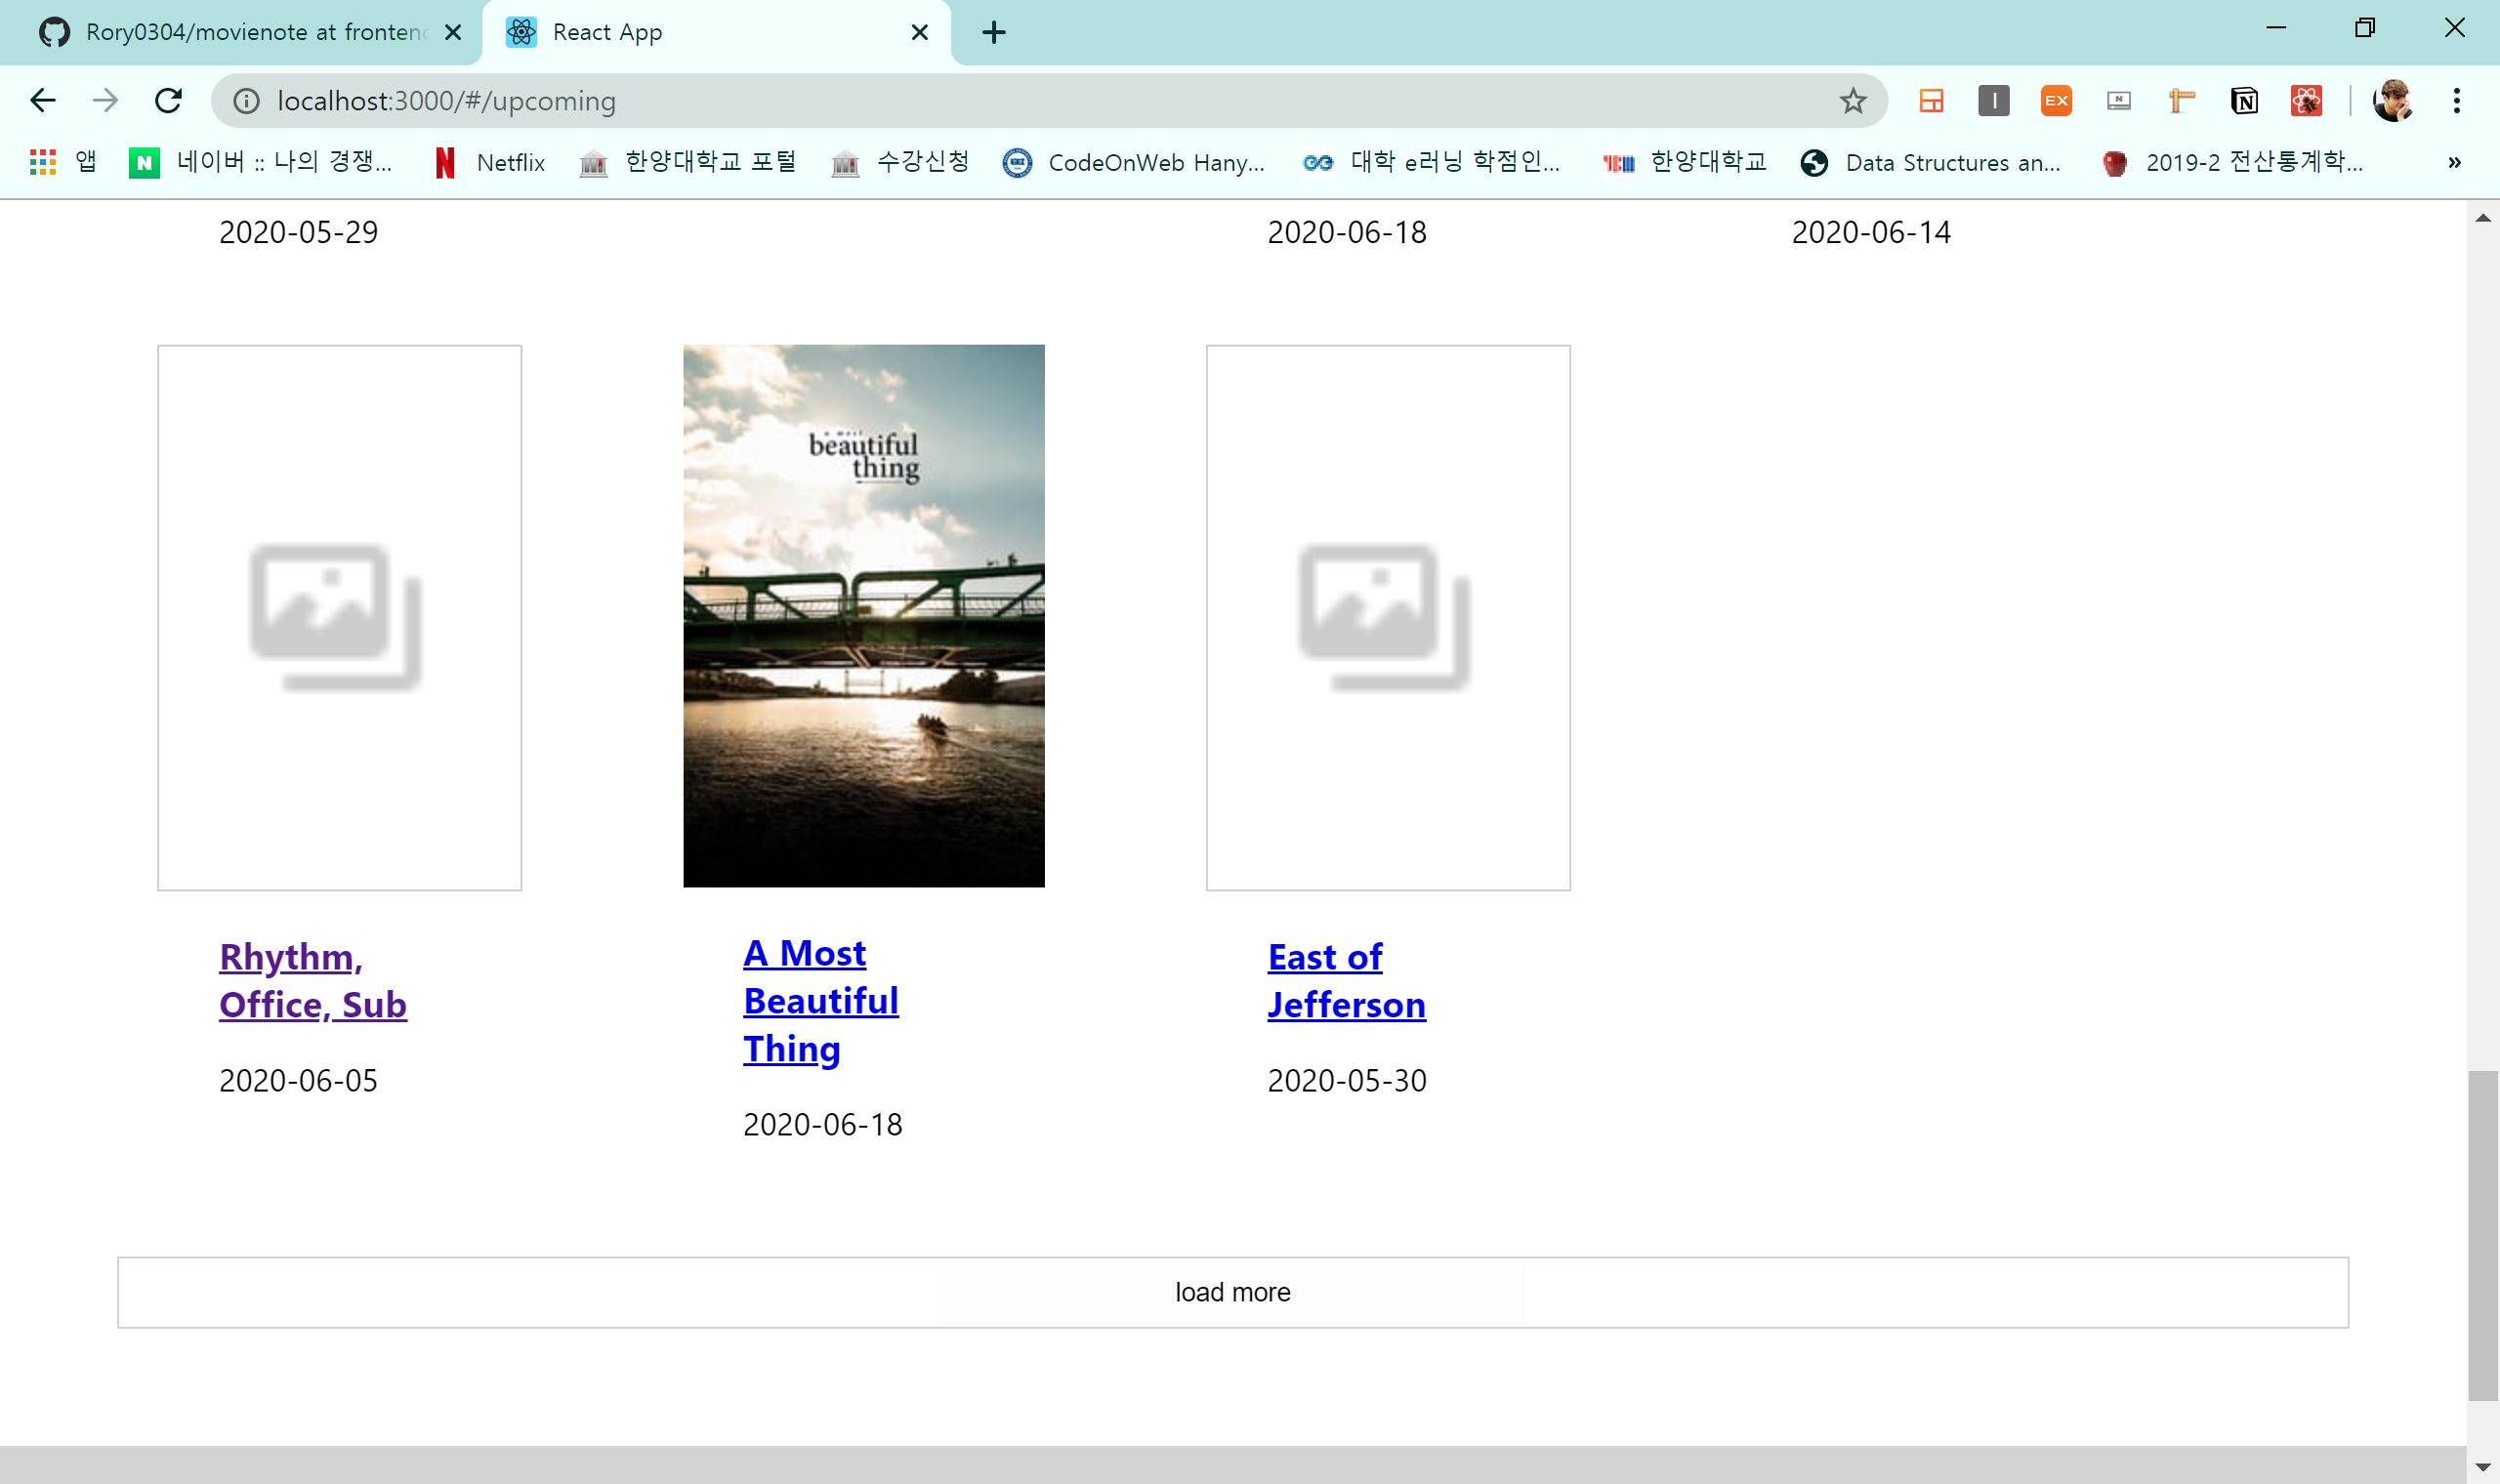 Rory0304/movienote at frontend
React App
localhost:3000/#/upcoming
앱
네이버 :: 나의 경쟁...
Netflix
한양대학교 포털
수강신청
CodeOnWeb Hany...
대학 e러닝 학점인...
한양대학교
Data Structures an...
2019-2 전산통계학...
»
2020-05-29
2020-06-18
2020-06-14
beautiful
thing
Rhythm,
Office, Sub
2020-06-05
A Most
Beautiful
Thing
2020-06-18
East of
Jefferson
2020-05-30
load more